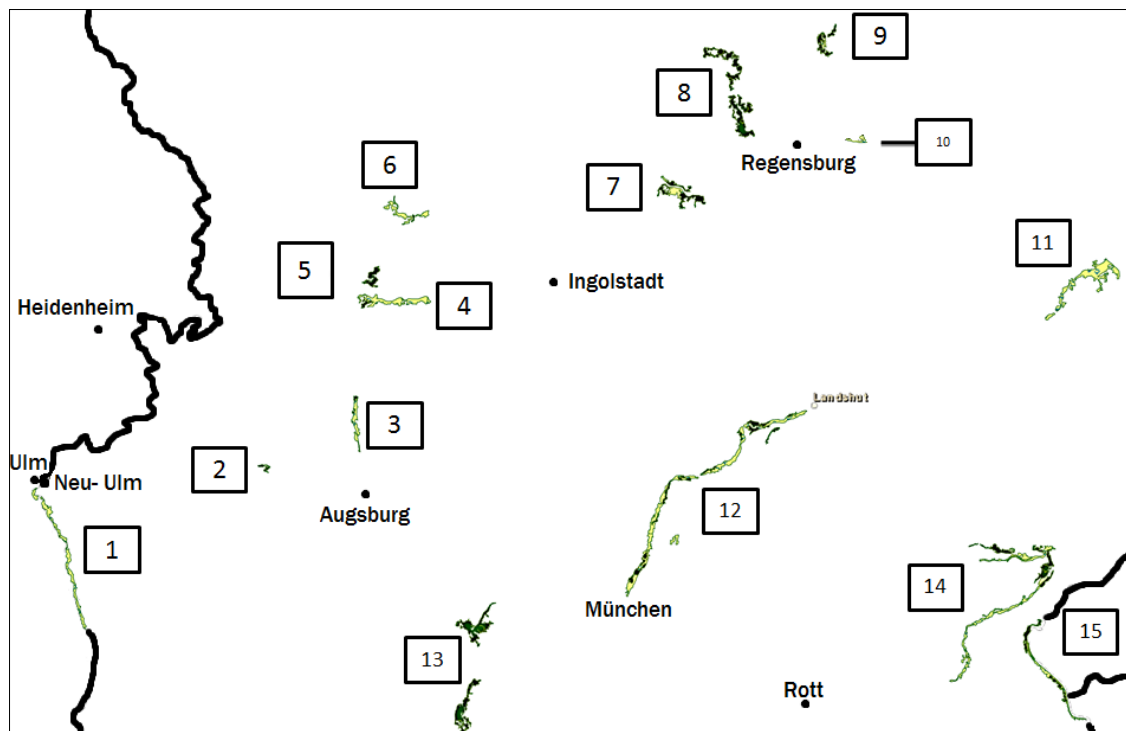 9
8
10
Regensburg
6
7
11
5
Ingolstadt
4
Heidenheim
Landshut
3
2
Ulm
Neu- Ulm
Augsburg
12
1
München
14
15
13
Rott